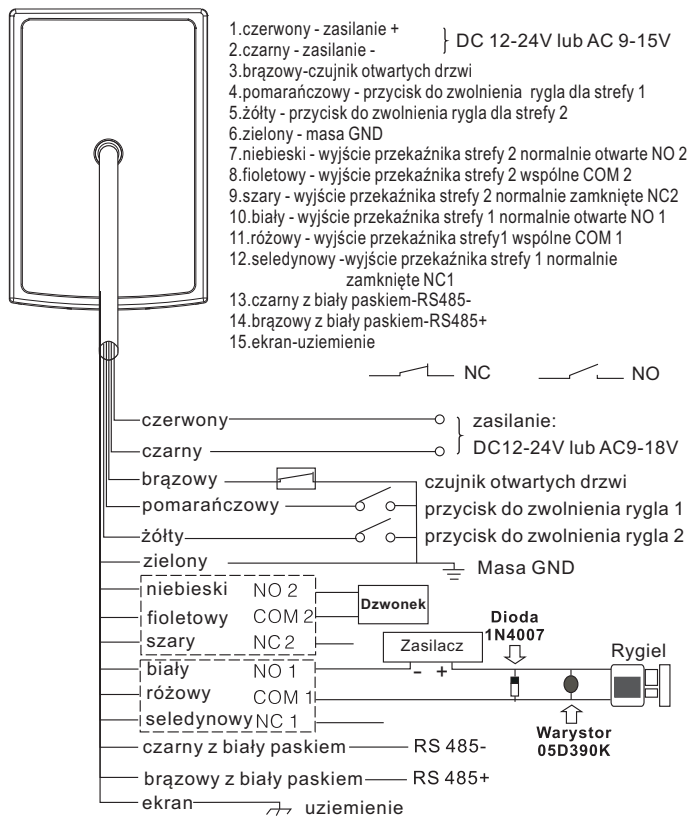 1.czerwony - zasilanie +
2.czarny - zasilanie -
DC 12-24V lub AC 9-15V
3.brązowy-czujnik otwartych drzwi
4.pomarańczowy - przycisk do zwolnienia rygla dla strefy 1
5.żółty - przycisk do zwolnienia rygla dla strefy 2
6.zielony - masa GND
7.niebieski - wyjście przekaźnika strefy 2 normalnie otwarte NO 2
8.fioletowy - wyjście przekaźnika strefy 2 wspólne COM 2
9.szary - wyjście przekaźnika strefy 2 normalnie zamknięte NC2
10.biały - wyjście przekaźnika strefy 1 normalnie otwarte NO 1
11.różowy - wyjście przekaźnika strefy1 wspólne COM 1
12.seledynowy -wyjście przekaźnika strefy 1 normalnie
zamknięte NC1
13.czarny z biały paskiem-RS485-
14.brązowy z biały paskiem-RS485+
15.ekran-uziemienie
NC NO
czerwony
zasilanie:
czarny
DC12-24V lub AC9-18V
brązowy
czujnik otwartych drzwi
pomarańczowy
przycisk do zwolnienia rygla 1
żółty
przycisk do zwolnienia rygla 2
zielony
Masa GND
niebieski NO 2
fioletowy COM 2
szary NC 2
Dzwonek
Dioda
1N4007
Zasilacz
- +
Rygiel
biały NO 1
różowy COM 1
seledynowy NC 1
Warystor
05D390K
czarny z biały paskiem RS 485-
brązowy z biały paskiem RS 485+
ekran uziemienie